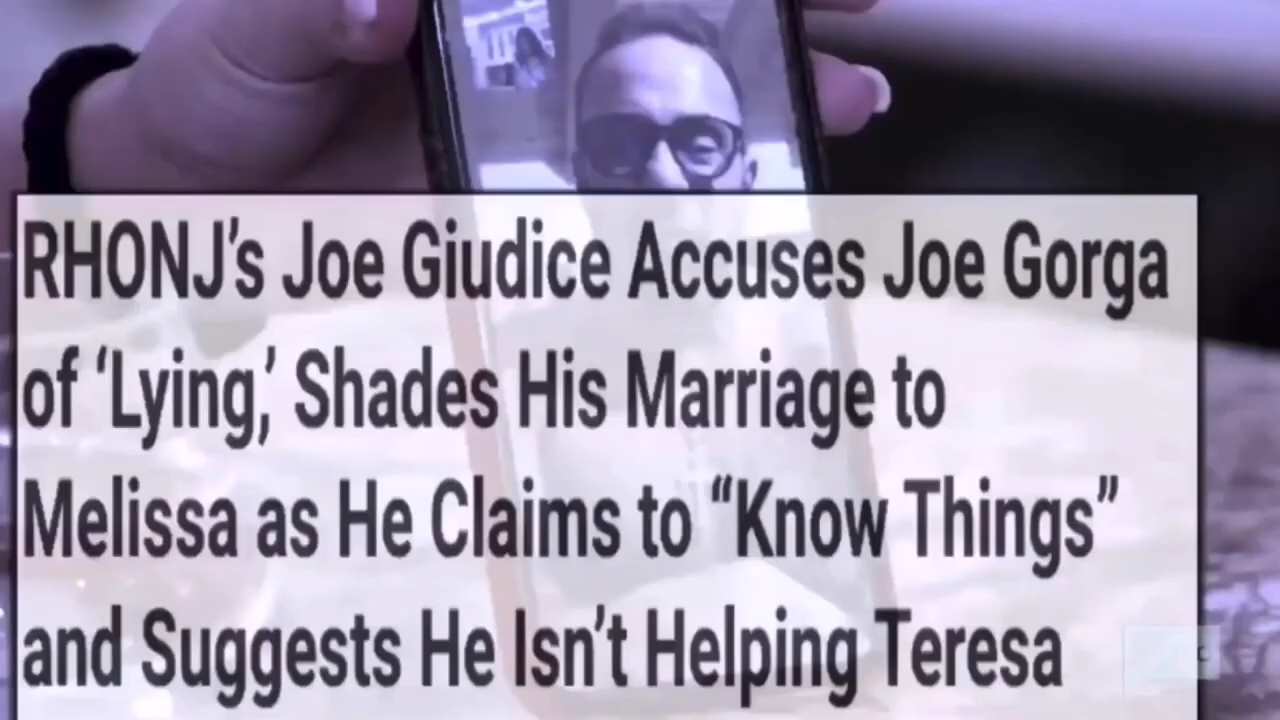 RHONJ’s Joe Giudice Accuses Joe Gorga
of ‘Lying,’ Shades His Marriage to
Melissa as He Claims to “Know Things”
and Suggests He Isn’t Helping Teresa